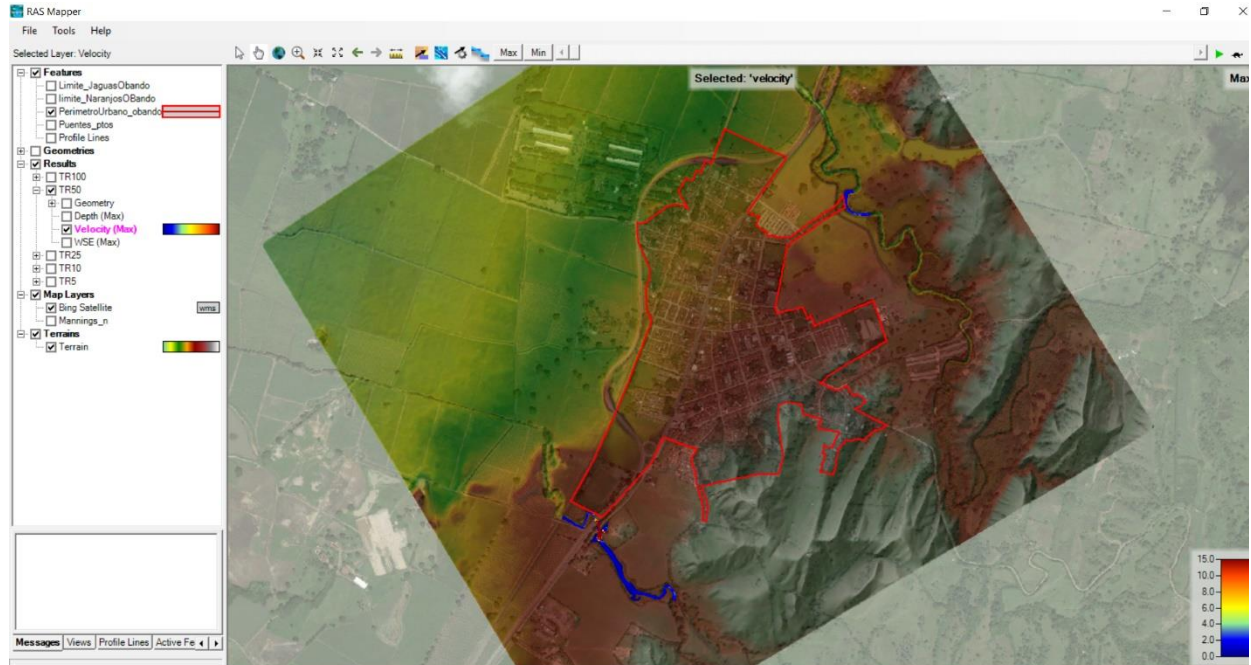 RAS Mapper
File Tools Help
Selected Layer: Velocity
Max Min
Features
Limite_JaguasObando
limite_NaranjosOBando
PerimetroUrbano_obando
Puentes_ptos
Profile Lines
Geometries
Results
TR100
TR50
Geometry
Depth (Max)
Velocity (Max)
WSE (Max)
TR25
TR10
TR5
Map Layers
Bing Satellite
wms
Mannings_n
Terrains
Terrain
Selected: 'velocity'
Max
15.0
10.0
8.0
6.0
4.0
2.0
0.0
Messages Views Profile Lines Active Fe